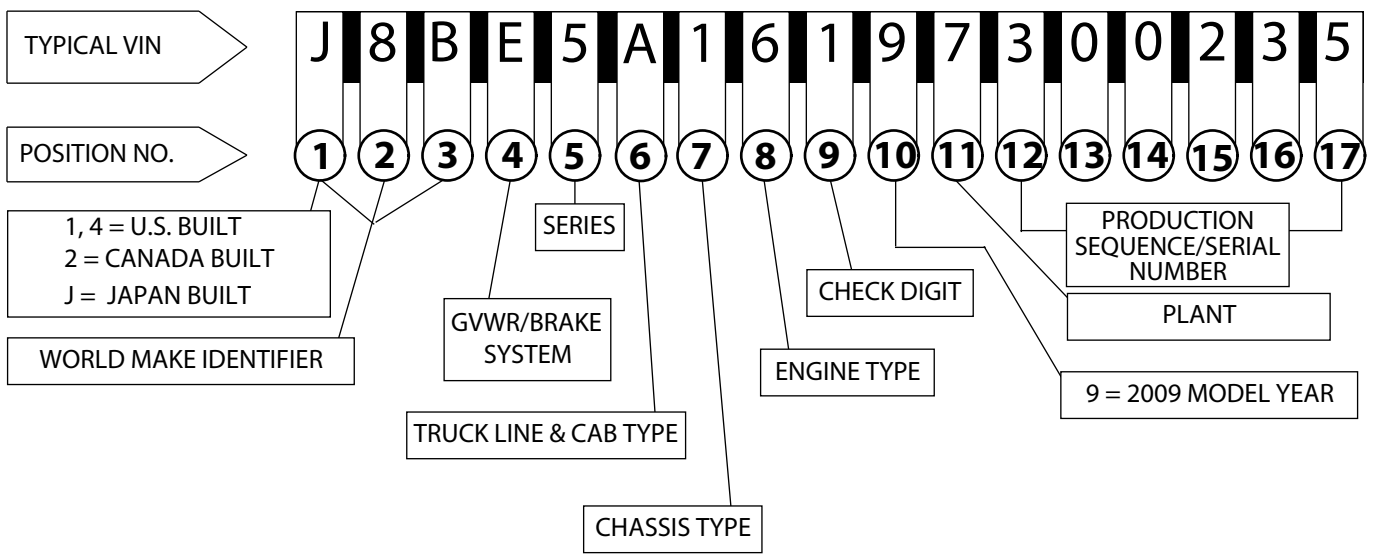 TYPICAL VIN
J 8 B E 5 A 1 6 1 9 7 3 0 0 2 3 5
POSITION NO.
1 2 3 4 5 6 7 8 9 10 11 12 13 14 15 16 17
1, 4 = U.S. BUILT
2 = CANADA BUILT
J = JAPAN BUILT
WORLD MAKE IDENTIFIER
GVWR/BRAKE
SYSTEM
SERIES
TRUCK LINE & CAB TYPE
CHASSIS TYPE
ENGINE TYPE
CHECK DIGIT
PRODUCTION
SEQUENCE/SERIAL
NUMBER
PLANT
9 = 2009 MODEL YEAR